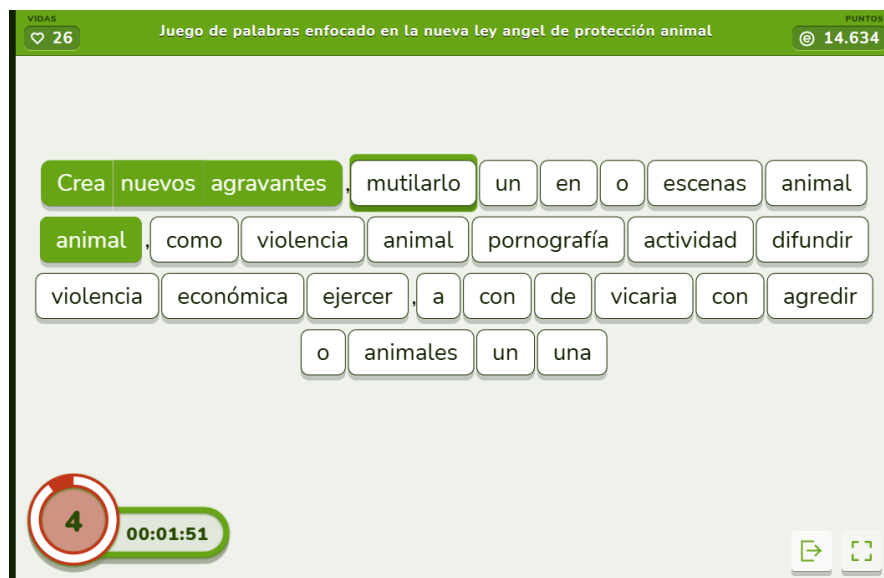 VIDAS
26
Juego de palabras enfocado en la nueva ley angel de protección animal
PUNTOS
14.634
Crea nuevos agravantes , mutilarlo un en o escenas animal
animal , como violencia animal pornografía actividad difundir
violencia económica ejercer , a con de vicaria con agredir
o animales un una
4
00:01:51